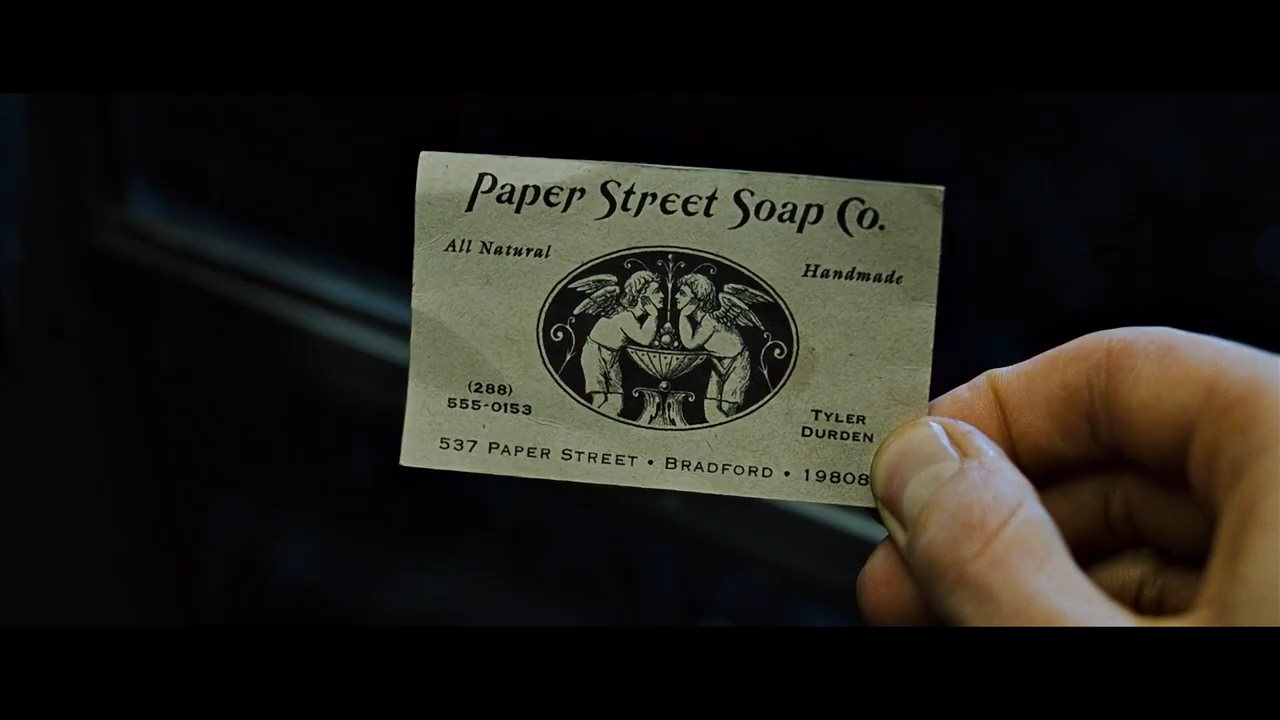 Paper Street Soap Co.
All Natural
Handmade
(288)
555-0153
TYLER
DURDEN
537 PAPER STREET • BRADFORD • 19808